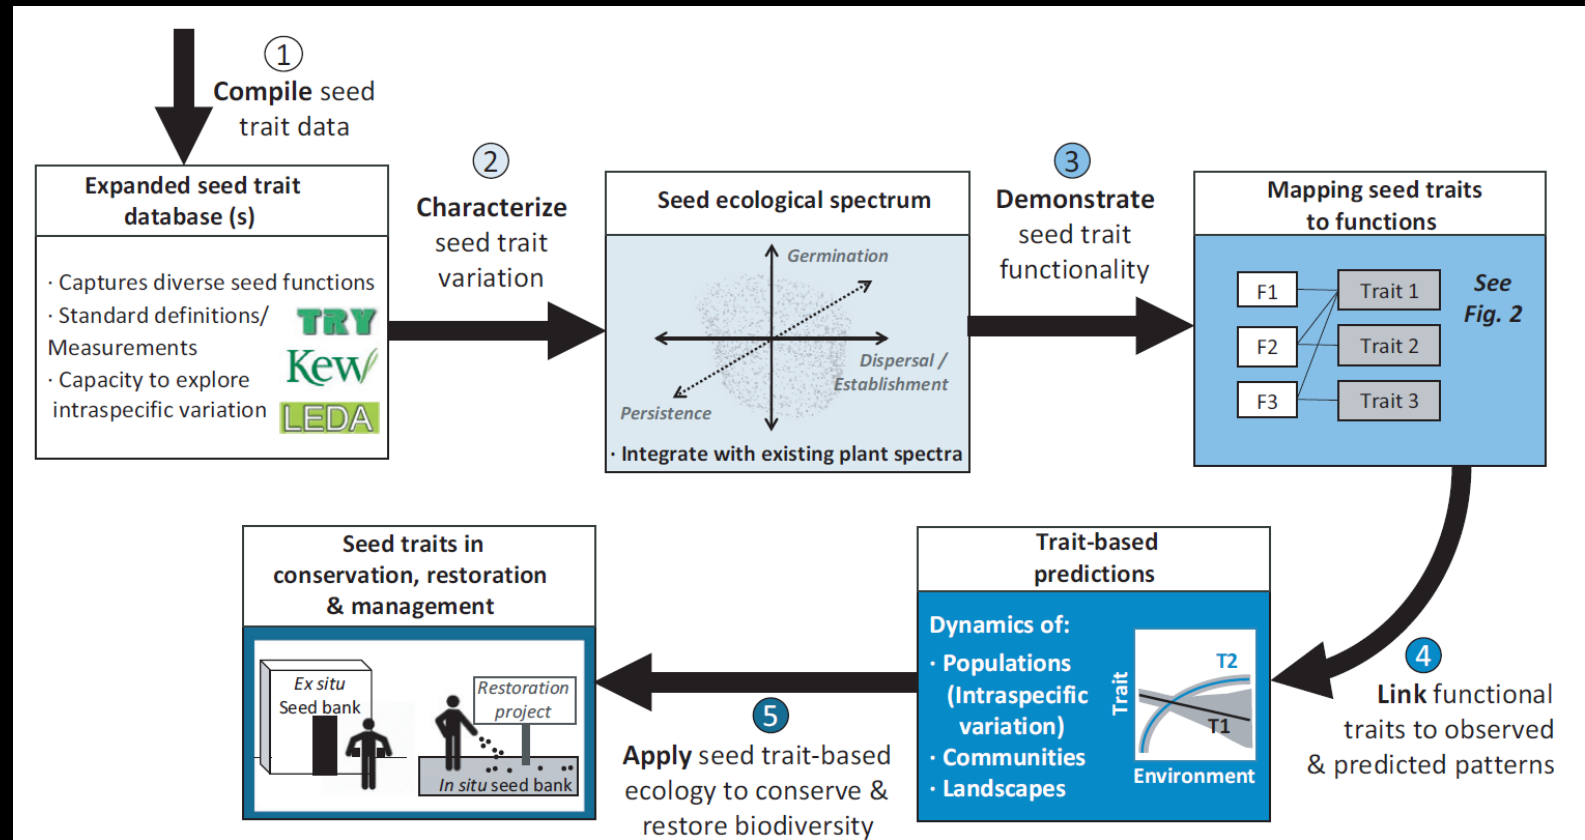 1
Compile seed
trait data
Expanded seed trait
database (s)
· Captures diverse seed functions
· Standard definitions/
Measurements
· Capacity to explore
intraspecific variation
TRY
Kew
LEDA
2
Characterize
seed trait
variation
Seed ecological spectrum
Germination
Dispersal /
Establishment
Persistence
· Integrate with existing plant spectra
3
Demonstrate
seed trait
functionality
Mapping seed traits
to functions
F1
Trait 1
F2
Trait 2
F3
Trait 3
See
Fig. 2
4
Link functional
traits to observed
& predicted patterns
Trait-based
predictions
Dynamics of:
· Populations
(Intraspecific
variation)
· Communities
· Landscapes
Trait
T2
T1
Environment
5
Apply seed trait-based
ecology to conserve &
restore biodiversity
Seed traits in
conservation, restoration
& management
Ex situ
Seed bank
Restoration
project
In situ seed bank